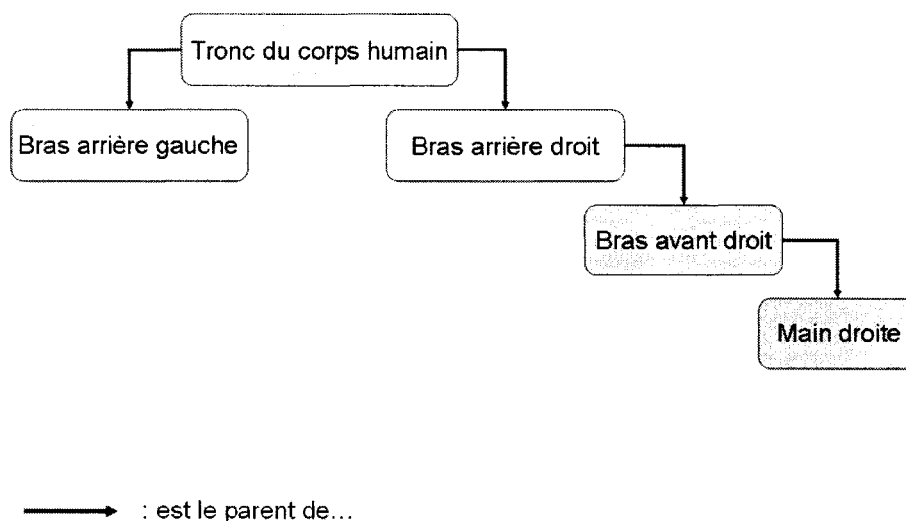 Tronc du corps humain
Bras arrière gauche
Bras arrière droit
Bras avant droit
Main droite
: est le parent de...